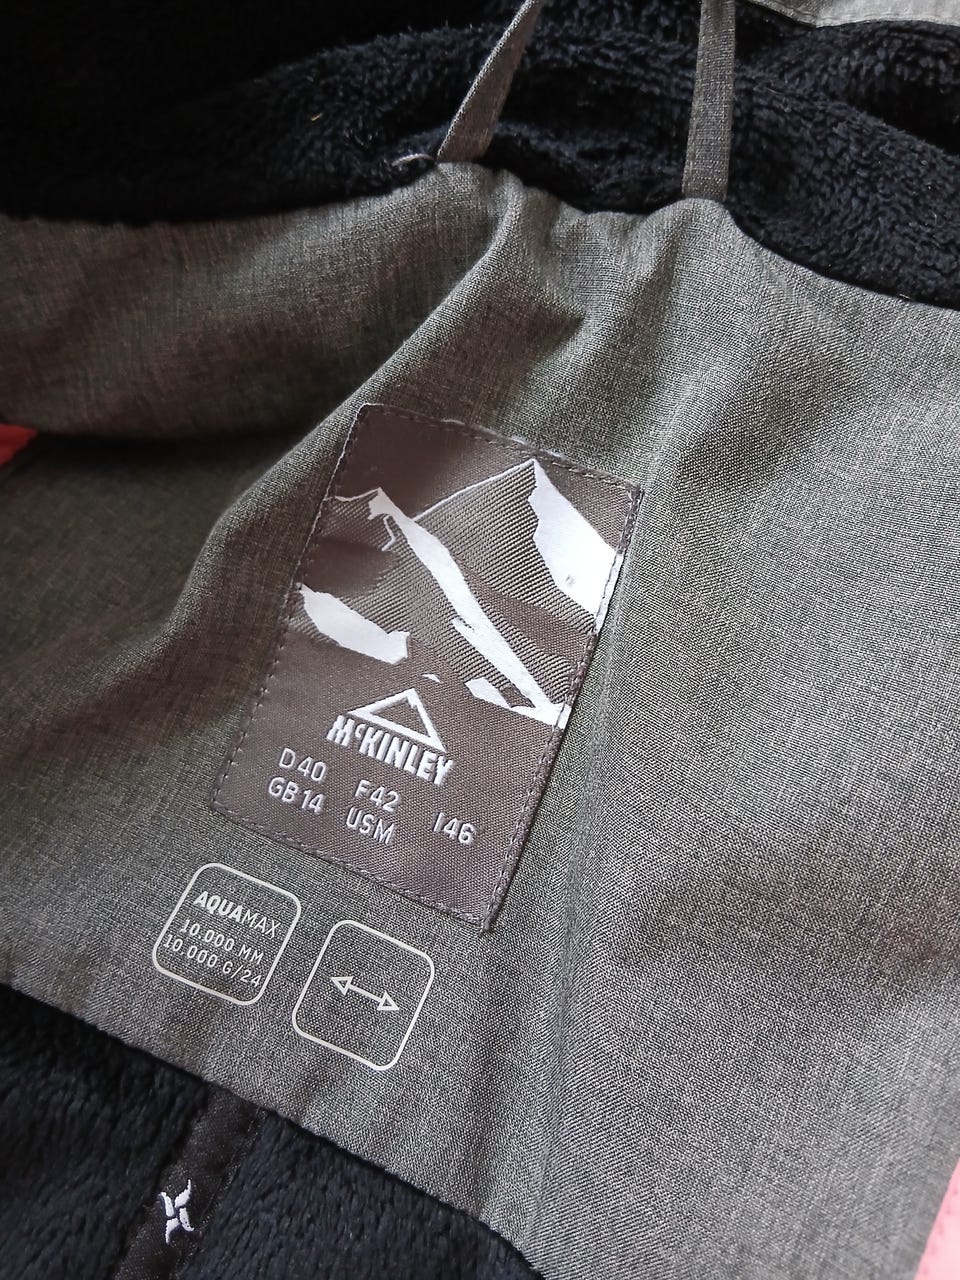 McKINLEY
D40 F42 I46
GB14 USM
AQUAMAX
10.000 MM
10.000 G/24